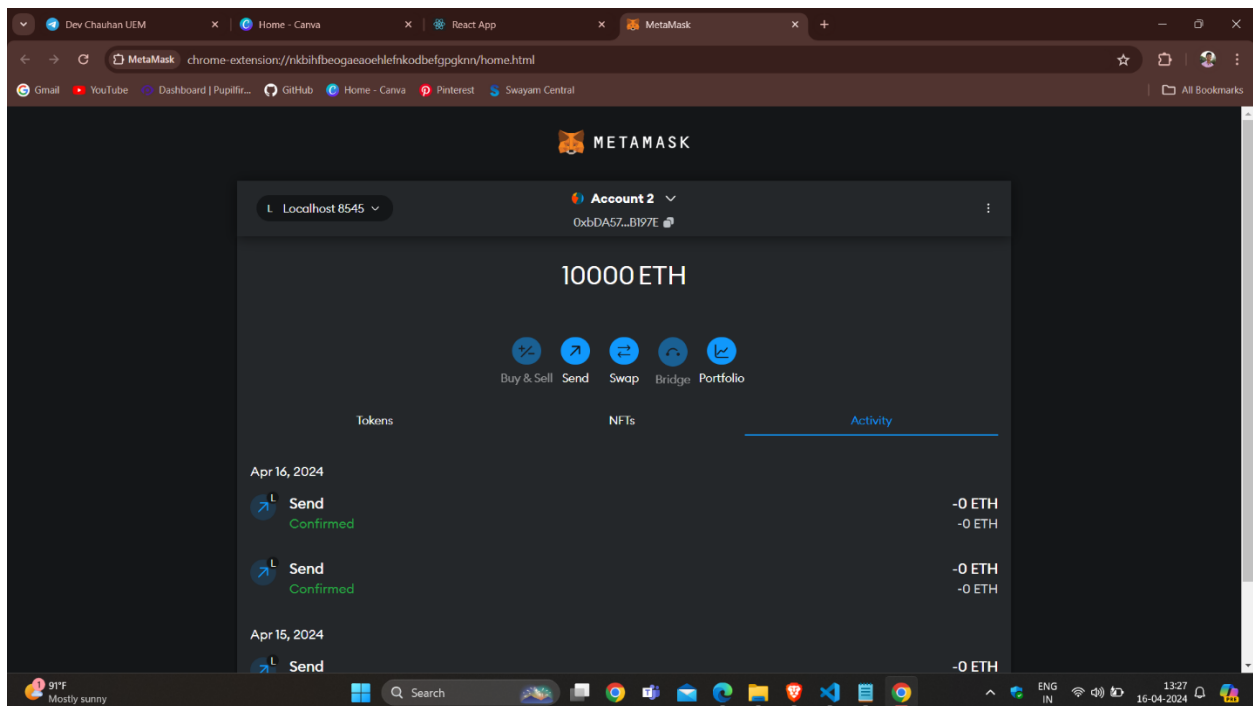 Dev Chauhan UEM
Home - Canva
React App
MetaMask
MetaMask
chrome-extension://nkbihfbeogaeaoehlefnkodbefgpgknn/home.html
Gmail
YouTube
Dashboard | Pupilfir...
GitHub
Home - Canva
Pinterest
Swayam Central
All Bookmarks
METAMASK
L Localhost 8545
Account 2
0xbDA57...B197E
10000 ETH
Buy & Sell
Send
Swap
Bridge
Portfolio
Tokens
NFTs
Activity
Apr 16, 2024
L
Send
-0 ETH
Confirmed
-0 ETH
L
Send
-0 ETH
Confirmed
-0 ETH
Apr 15, 2024
L
Send
-0 ETH
1
91°F
Mostly sunny
Search
ENG
IN
13:27
16-04-2024